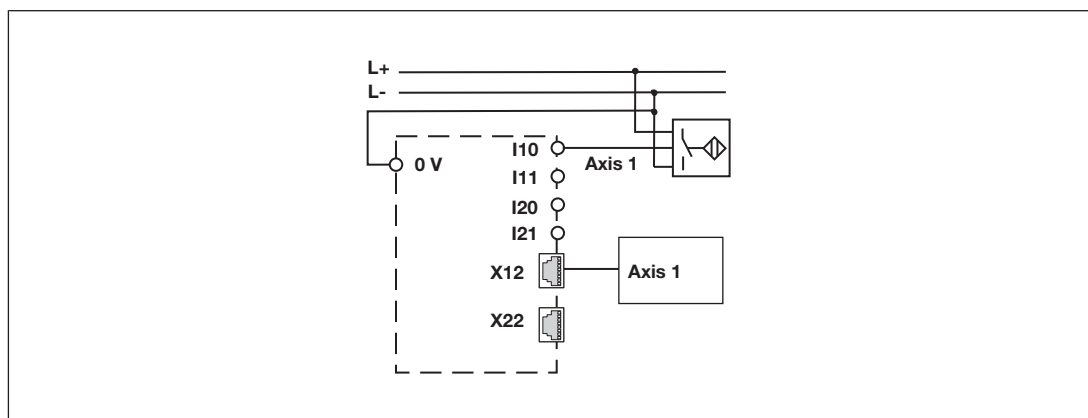 L+
L-
0 V
I10
Axis 1
I11
I20
I21
X12
Axis 1
X22